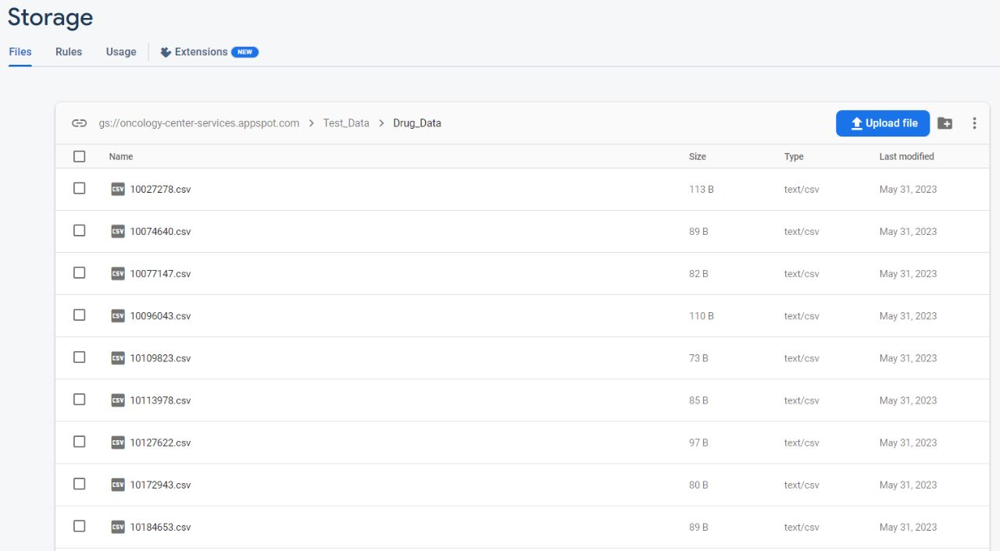 Storage
Files Rules Usage Extensions NEW
gs://oncology-center-services.appspot.com > Test_Data > Drug_Data Upload file
Name Size Type Last modified
CSV 10027278.csv 113 B text/csv May 31, 2023
CSV 10074640.csv 89 B text/csv May 31, 2023
CSV 10077147.csv 82 B text/csv May 31, 2023
CSV 10096043.csv 110 B text/csv May 31, 2023
CSV 10109823.csv 73 B text/csv May 31, 2023
CSV 10113978.csv 85 B text/csv May 31, 2023
CSV 10127622.csv 97 B text/csv May 31, 2023
CSV 10172943.csv 80 B text/csv May 31, 2023
CSV 10184653.csv 89 B text/csv May 31, 2023